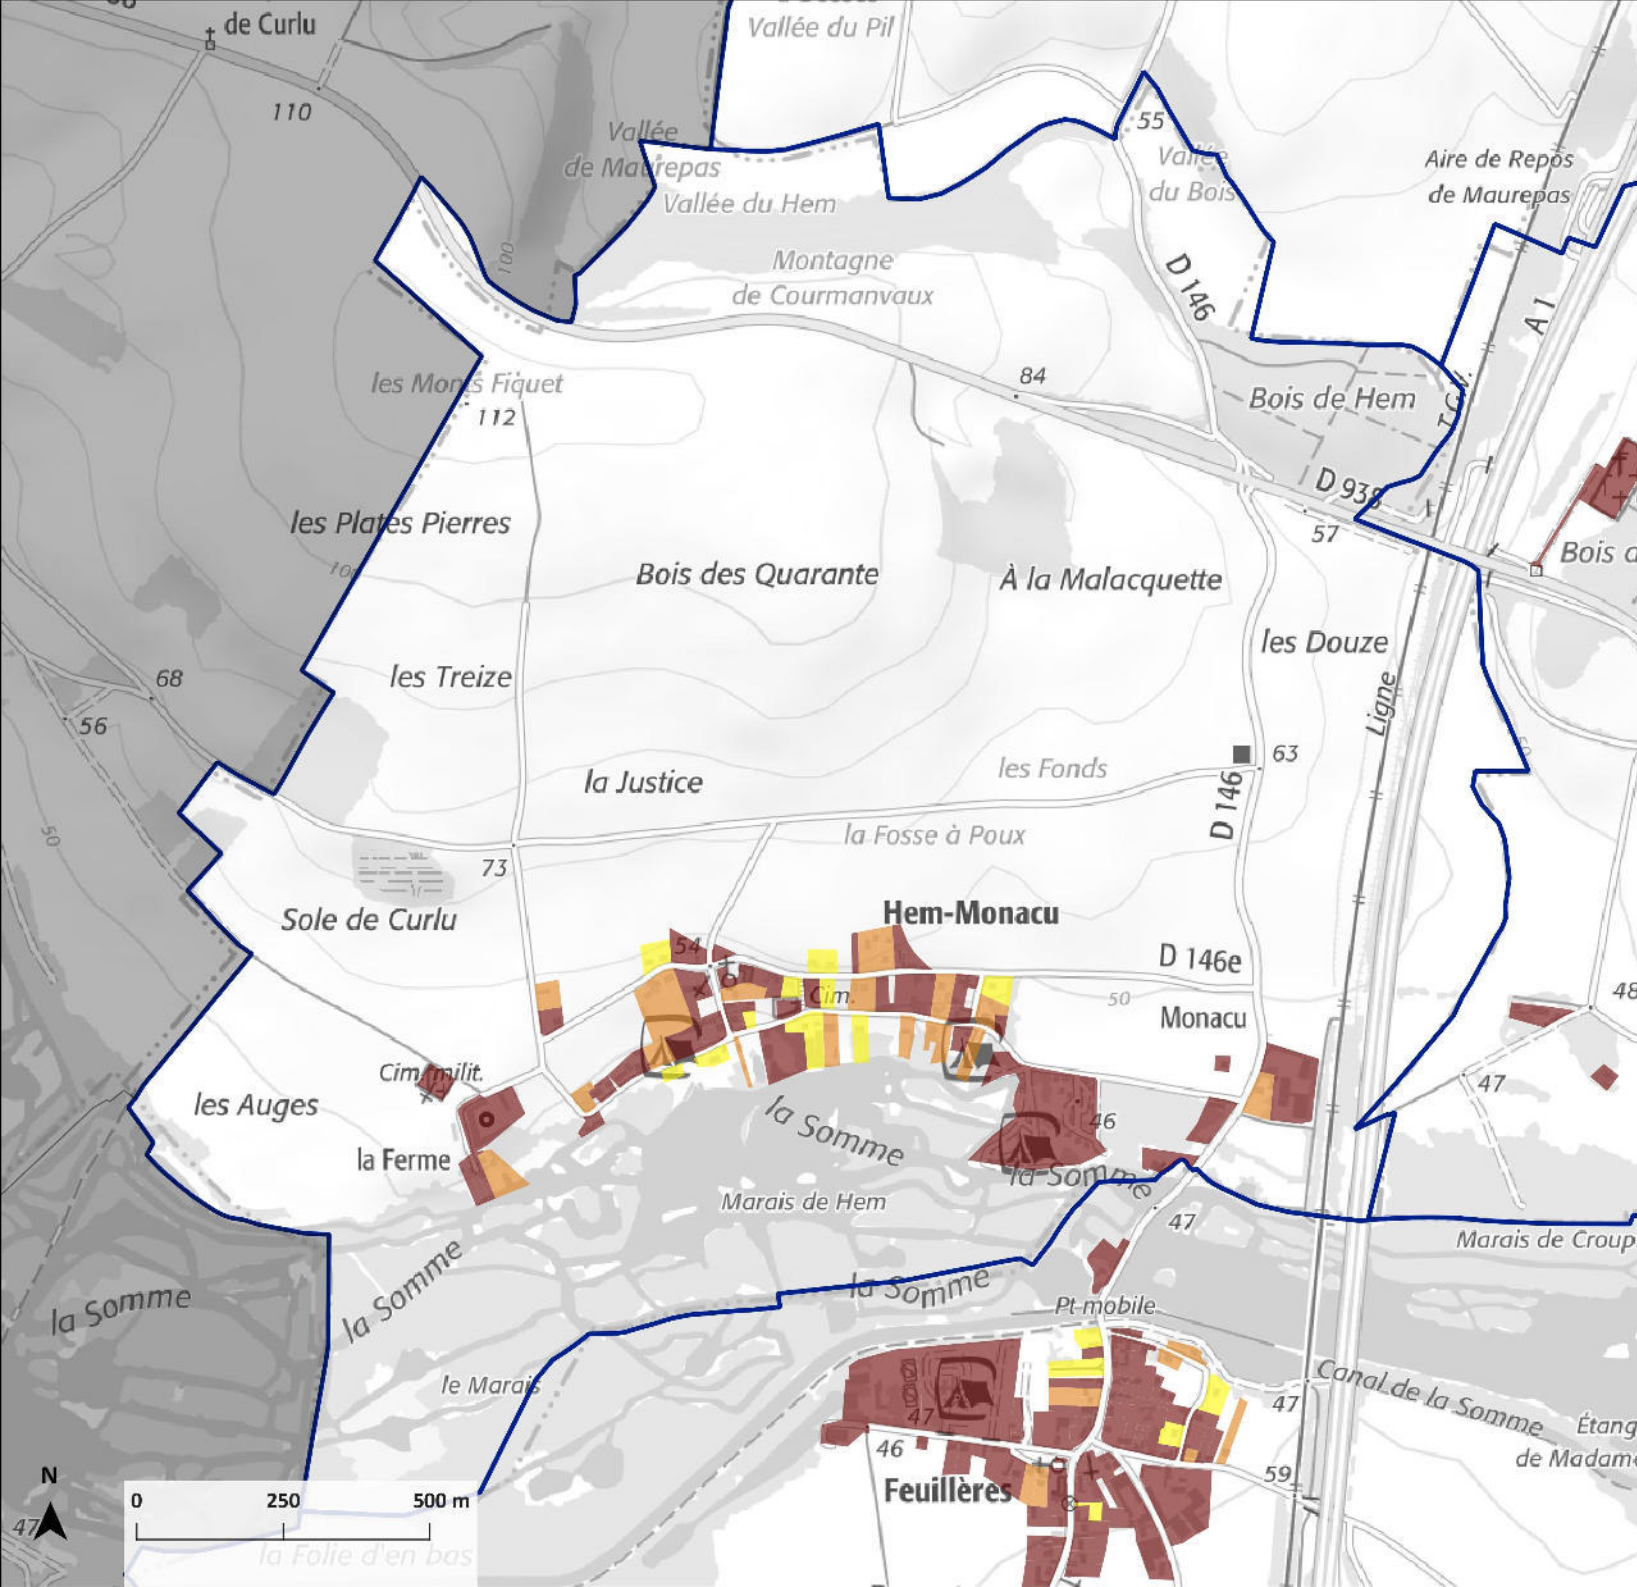 de Curlu
Vallée du Pil
110
55
Vallée
de Maurepas
Vallée
du Bois
Aire de Repos
de Maurepas
Vallée du Hem
100
Montagne
de Courmanvaux
D 146
A 1
les Monts Fiquet
112
84
Bois de Hem
T.G.V.
D 938
57
les Plates Pierres
Bois des Quarante
À la Malacquette
les Douze
les Treize
68
56
Ligne
50
la Justice
les Fonds
63
D 146
la Fosse à Poux
50
73
Sole de Curlu
Hem-Monacu
54
D 146e
Cim.
50
Monacu
48
Cim. milit.
47
les Auges
la Somme
46
la Ferme
la Somme
Marais de Hem
47
Marais de Croup
la Somme
la Somme
la Somme
Pt mobile
le Marais
Canal de la Somme
47
47
46
Étang
de Madame
59
Feuillères
N
0 250 500 m
47
la Folie d'en bas